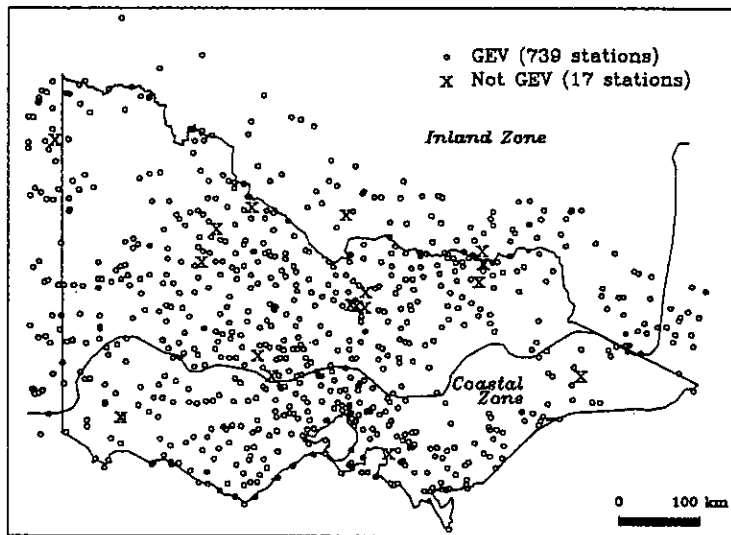 GEV (739 stations)
X Not GEV (17 stations)
Inland Zone
Coastal
Zone
0 100 km